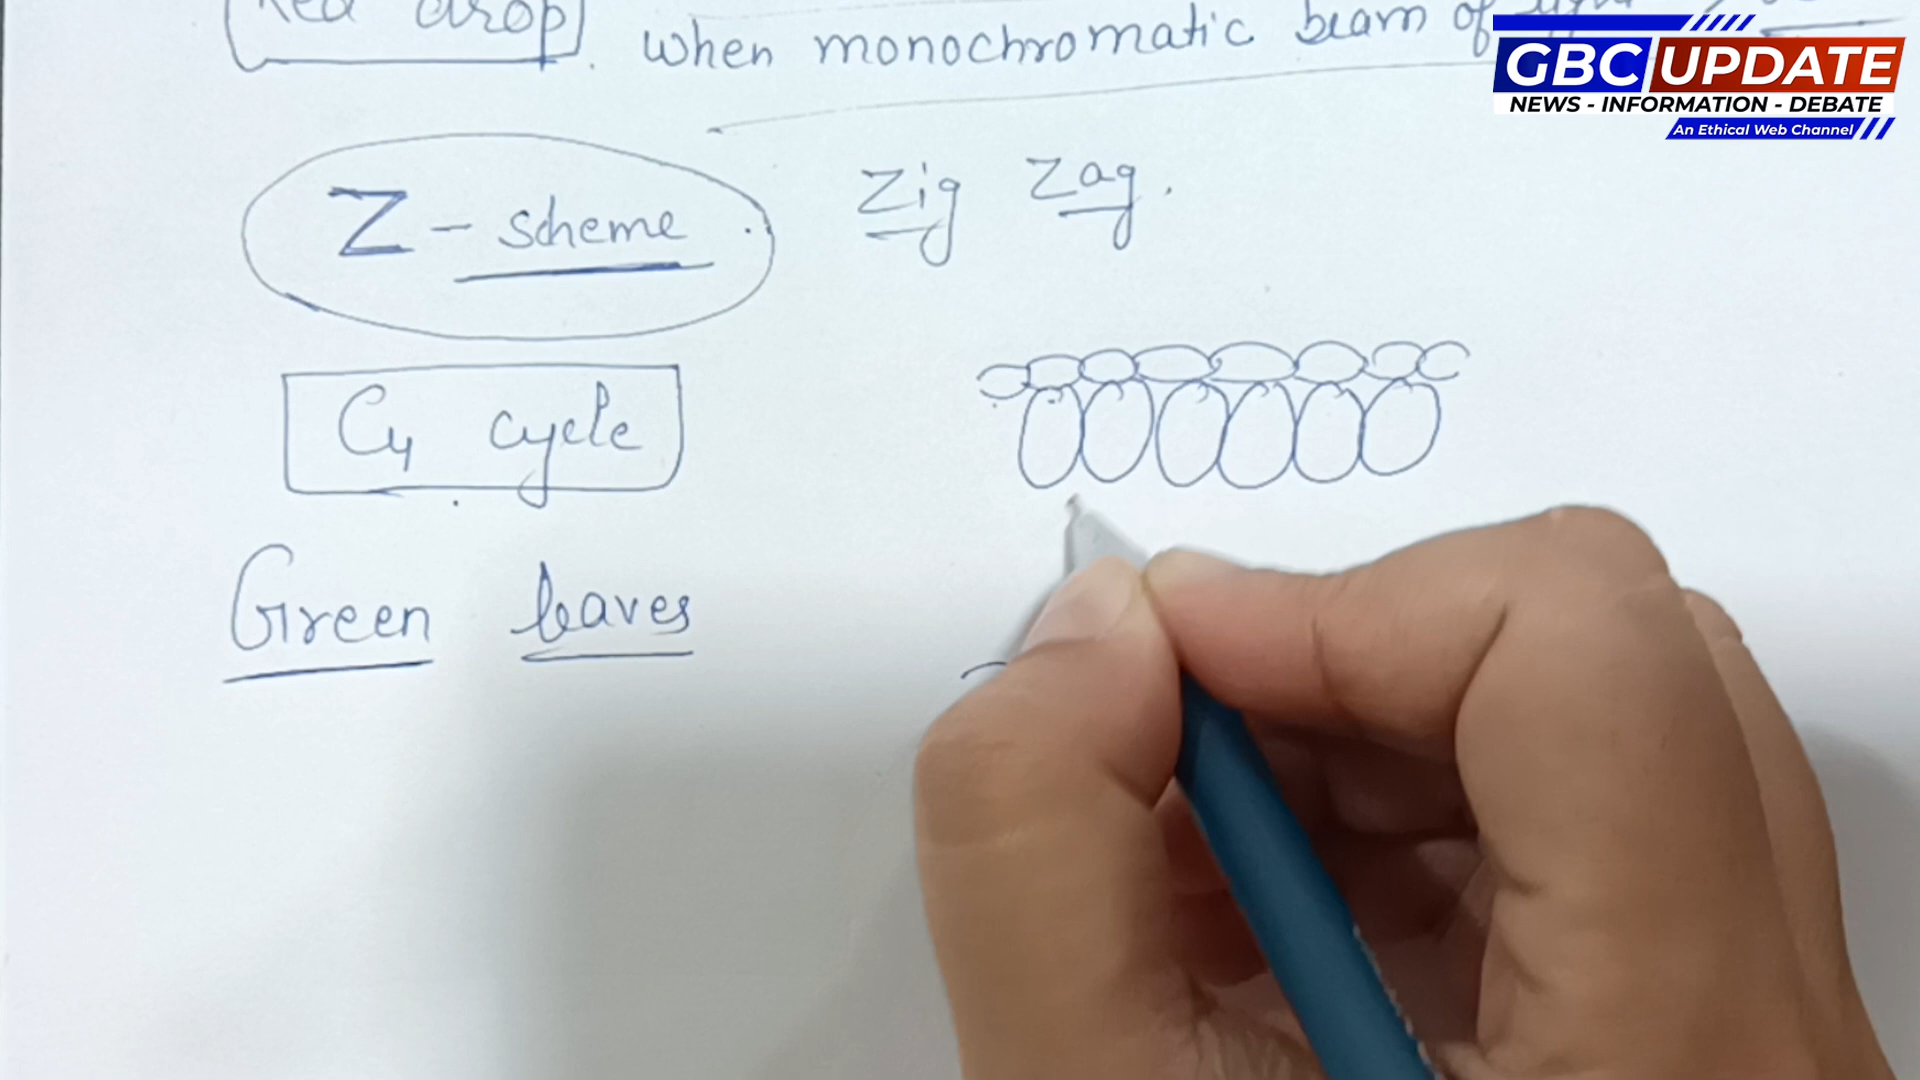 Red drop
when monochromatic beam of
GBC UPDATE
NEWS - INFORMATION - DEBATE
An Ethical Web Channel
Z - scheme
Zig Zag.
C4 cycle
Green leaves